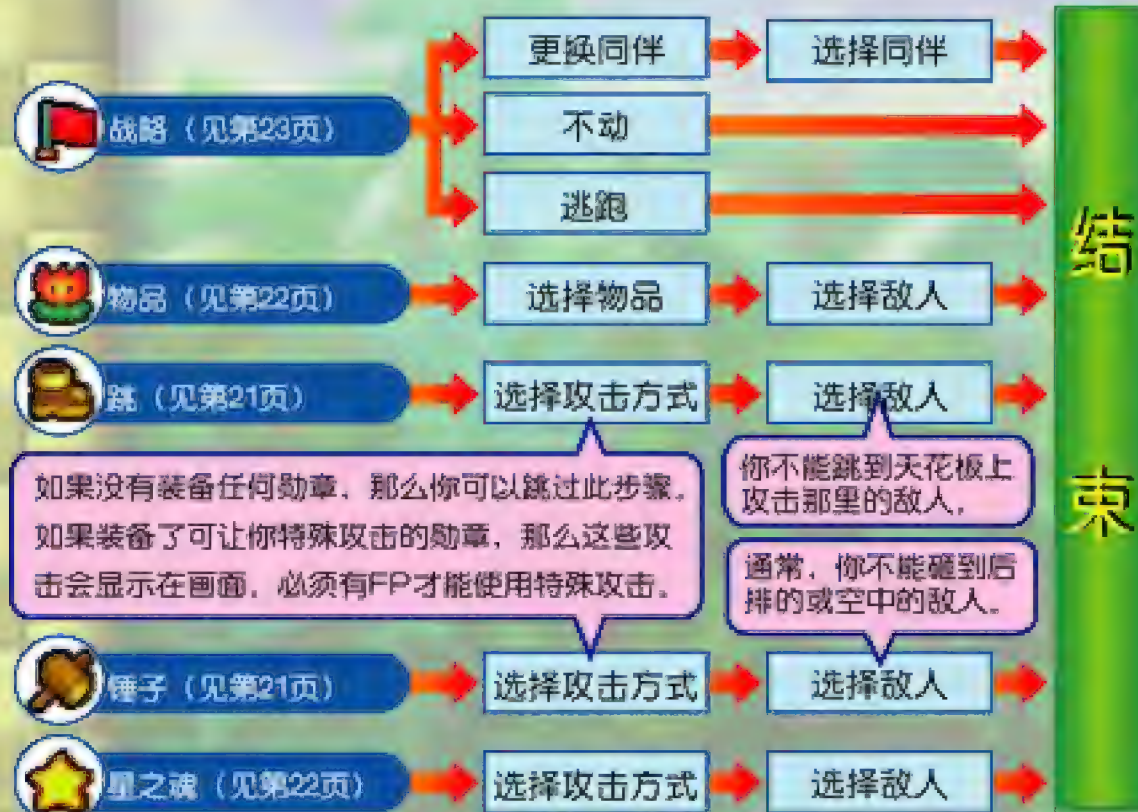 更换同伴
选择同伴
战略（见第23页）
不动
逃跑
物品（见第22页）
选择物品
选择敌人
跳（见第21页）
选择攻击方式
选择敌人
如果没有装备任何勋章，那么你可以跳过此步骤。
如果装备了可让你特殊攻击的勋章，那么这些攻
击会显示在画面，必须有FP才能使用特殊攻击。
你不能跳到天花板上
攻击那里的敌人。
通常，你不能砸到后
排的或空中的敌人。
锤子（见第21页）
选择攻击方式
选择敌人
星之魂（见第22页）
选择攻击方式
选择敌人
结
束